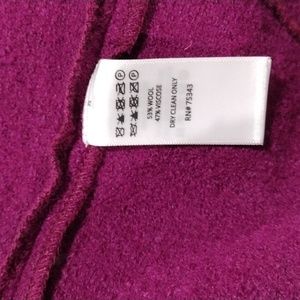 53% WOOL
47% VISCOSE
DRY CLEAN ONLY
RN# 75343